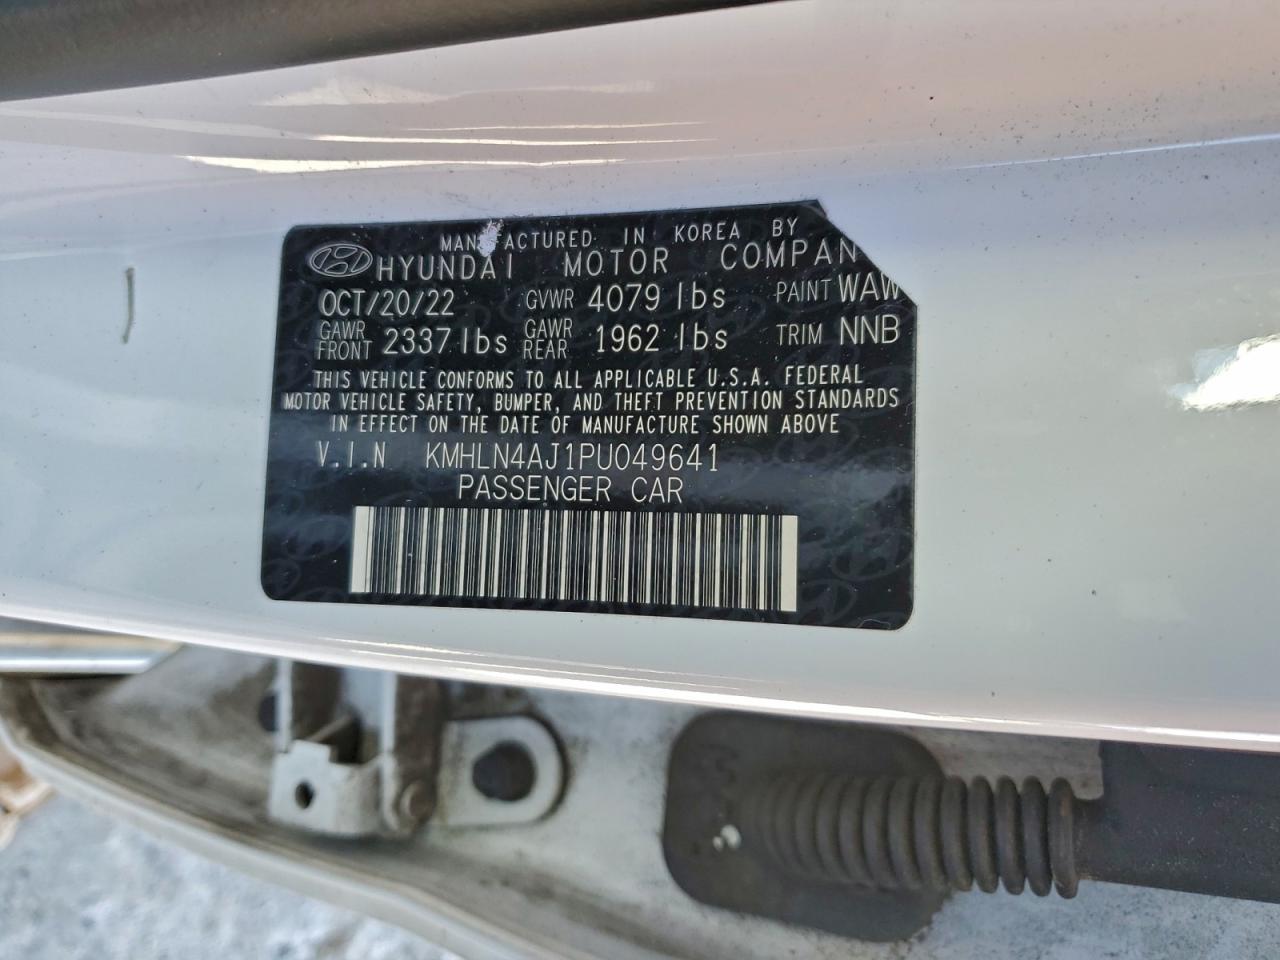 MANUFACTURED IN KOREA BY
HYUNDAI MOTOR COMPAN
OCT/20/22 GVWR 4079 lbs PAINT WAW
GAWR FRONT 2337 lbs GAWR REAR 1962 lbs TRIM NNB
THIS VEHICLE CONFORMS TO ALL APPLICABLE U.S.A. FEDERAL
MOTOR VEHICLE SAFETY, BUMPER, AND THEFT PREVENTION STANDARDS
IN EFFECT ON THE DATE OF MANUFACTURE SHOWN ABOVE
V.I.N KMHLN4AJ1PU049641
PASSENGER CAR